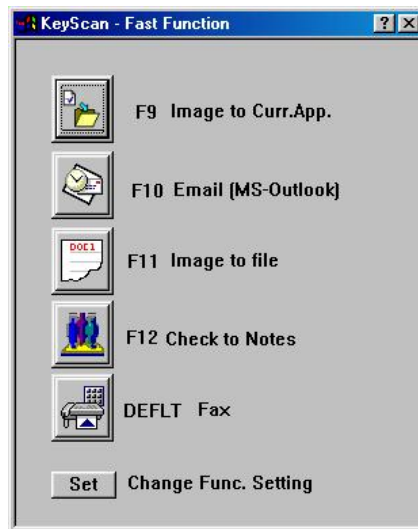 KeyScan - Fast Function
F9 Image to Curr.App.
F10 Email (MS-Outlook)
DOC1
F11 Image to file
F12 Check to Notes
DEFLT Fax
Set Change Func. Setting